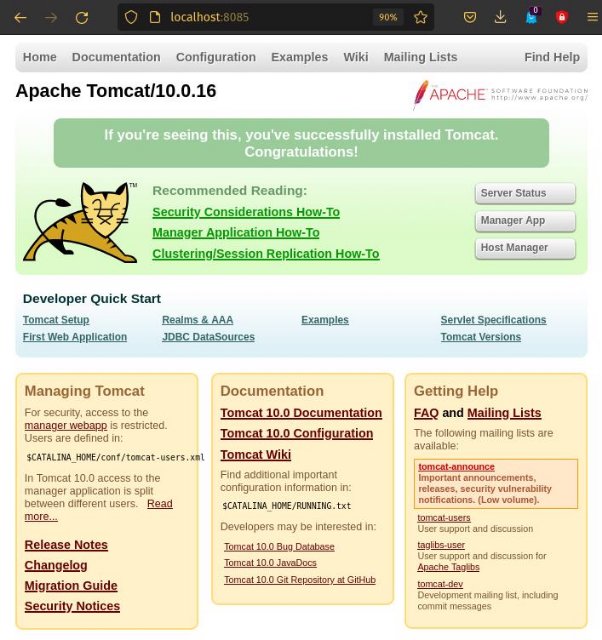 localhost:8085
90%
0
Home Documentation Configuration Examples Wiki Mailing Lists Find Help
Apache Tomcat/10.0.16
THE APACHE SOFTWARE FOUNDATION
http://www.apache.org/
If you're seeing this, you've successfully installed Tomcat.
Congratulations!
TM
Recommended Reading:
Security Considerations How-To
Manager Application How-To
Clustering/Session Replication How-To
Server Status
Manager App
Host Manager
Developer Quick Start
Tomcat Setup
First Web Application
Realms & AAA
JDBC DataSources
Examples
Servlet Specifications
Tomcat Versions
Managing Tomcat
For security, access to the
manager webapp is restricted.
Users are defined in:
$CATALINA_HOME/conf/tomcat-users.xml
In Tomcat 10.0 access to the
manager application is split
between different users. Read
more...
Release Notes
Changelog
Migration Guide
Security Notices
Documentation
Tomcat 10.0 Documentation
Tomcat 10.0 Configuration
Tomcat Wiki
Find additional important
configuration information in:
$CATALINA_HOME/RUNNING.txt
Developers may be interested in:
Tomcat 10.0 Bug Database
Tomcat 10.0 JavaDocs
Tomcat 10.0 Git Repository at GitHub
Getting Help
FAQ and Mailing Lists
The following mailing lists are
available:
tomcat-announce
Important announcements,
releases, security vulnerability
notifications. (Low volume).
tomcat-users
User support and discussion
taglibs-user
User support and discussion for
Apache Taglibs
tomcat-dev
Development mailing list, including
commit messages